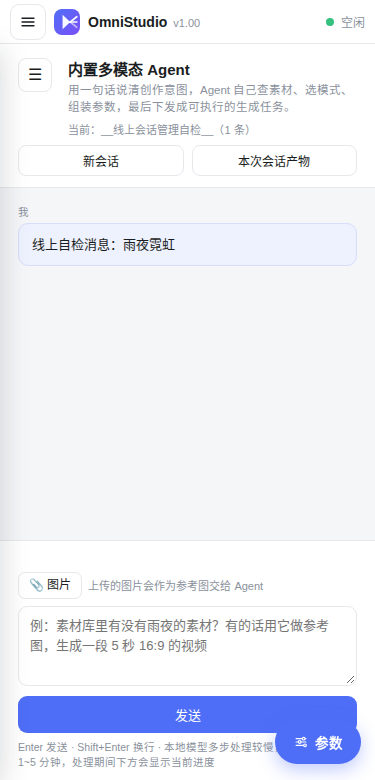 OmniStudio v1.00
空闲
☰
内置多模态 Agent
用一句话说清创作意图，Agent 自己查素材、选模式、
组装参数，最后下发成可执行的生成任务。
当前：__线上会话管理自检__（1 条）
新会话
本次会话产物
我
线上自检消息：雨夜霓虹
📎 图片
上传的图片会作为参考图交给 Agent
例：素材库里有没有雨夜的素材？有的话用它做参考
图，生成一段 5 秒 16:9 的视频
发送
Enter 发送 · Shift+Enter 换行 · 本地模型多步处理较慢
1~5 分钟，处理期间下方会显示当前进度
参数